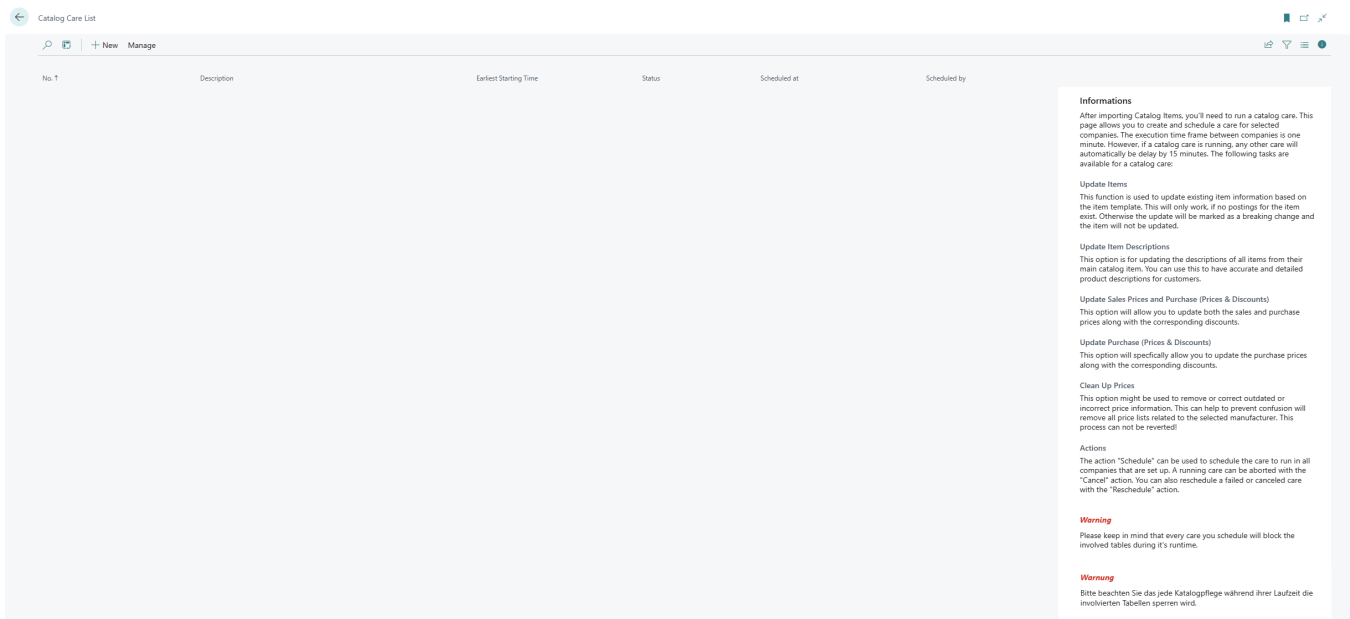 Catalog Care List
New Manage
No. ↑ Description Earliest Starting Time Status Scheduled at Scheduled by
Informations
After importing Catalog Items, you'll need to run a catalog care. This
page allows you to create and schedule a care for selected
companies. The execution time frame between companies is one
minute. However, if a catalog care is running, any other care will
automatically be delay by 15 minutes. The following tasks are
available for a catalog care:
Update Items
This function is used to update existing item information based on
the item template. This will only work, if no postings for the item
exist. Otherwise the update will be marked as a breaking change and
the item will not be updated.
Update Item Descriptions
This option is for updating the descriptions of all items from their
main catalog item. You can use this to have accurate and detailed
product descriptions for customers.
Update Sales Prices and Purchase (Prices & Discounts)
This option will allow you to update both the sales and purchase
prices along with the corresponding discounts.
Update Purchase (Prices & Discounts)
This option will specfically allow you to update the purchase prices
along with the corresponding discounts.
Clean Up Prices
This option might be used to remove or correct outdated or
incorrect price information. This can help to prevent confusion will
remove all price lists related to the selected manufacturer. This
process can not be reverted!
Actions
The action "Schedule" can be used to schedule the care to run in all
companies that are set up. A running care can be aborted with the
"Cancel" action. You can also reschedule a failed or canceled care
with the "Reschedule" action.
Warning
Please keep in mind that every care you schedule will block the
involved tables during it's runtime.
Warnung
Bitte beachten Sie das jede Katalogpflege während ihrer Laufzeit die
involvierten Tabellen sperren wird.